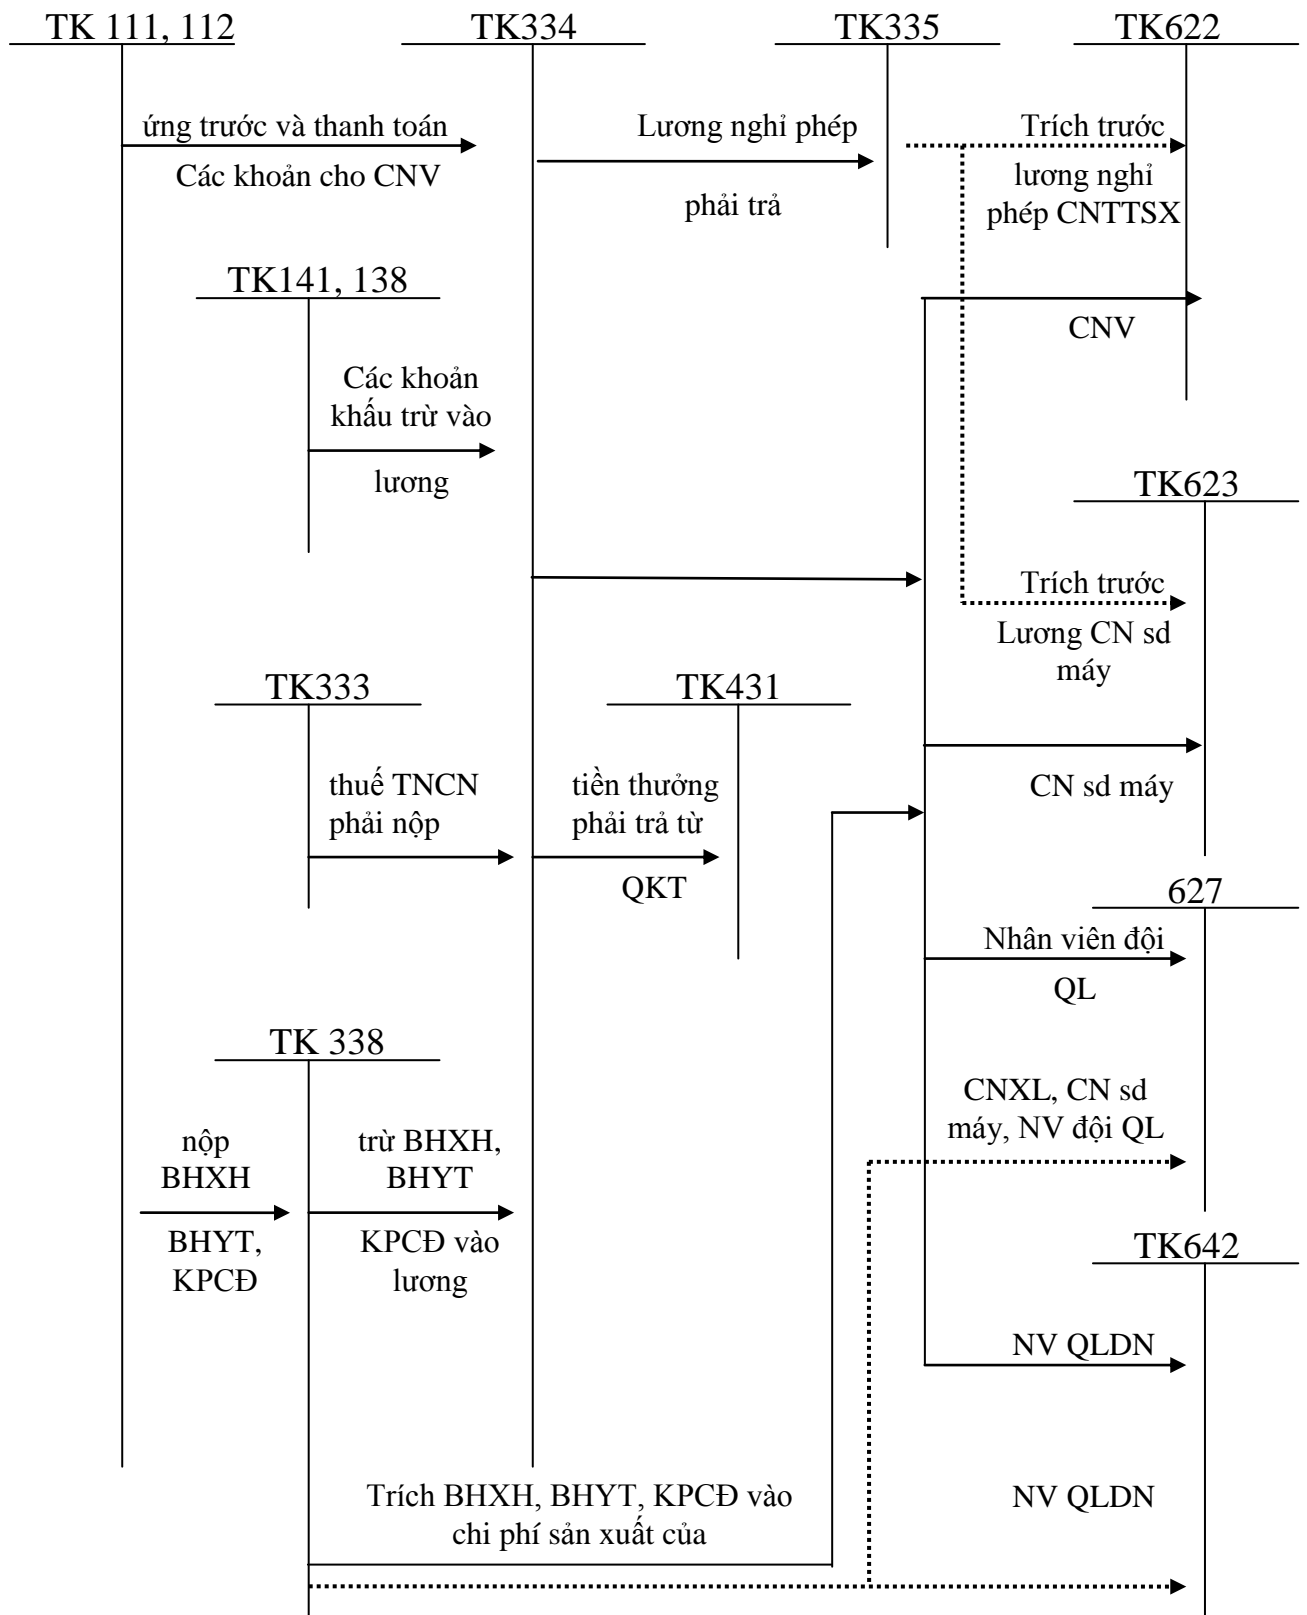 TK 111, 112
TK334
TK335
TK622
ứng trước và thanh toán
Các khoản cho CNV
Lương nghỉ phép
phải trả
Trích trước
lương nghỉ
phép CNTTSX
TK141, 138
CNV
Các khoản
khấu trừ vào
lương
TK623
Trích trước
Lương CN sd
máy
TK333
TK431
thuế TNCN
phải nộp
tiền thưởng
phải trả từ
QKT
CN sd máy
627
Nhân viên đội
QL
TK 338
CNXL, CN sd
máy, NV đội QL
nộp
BHXH
BHYT,
KPCĐ
trừ BHXH,
BHYT
KPCĐ vào
lương
TK642
NV QLDN
Trích BHXH, BHYT, KPCĐ vào
chi phí sản xuất của
NV QLDN